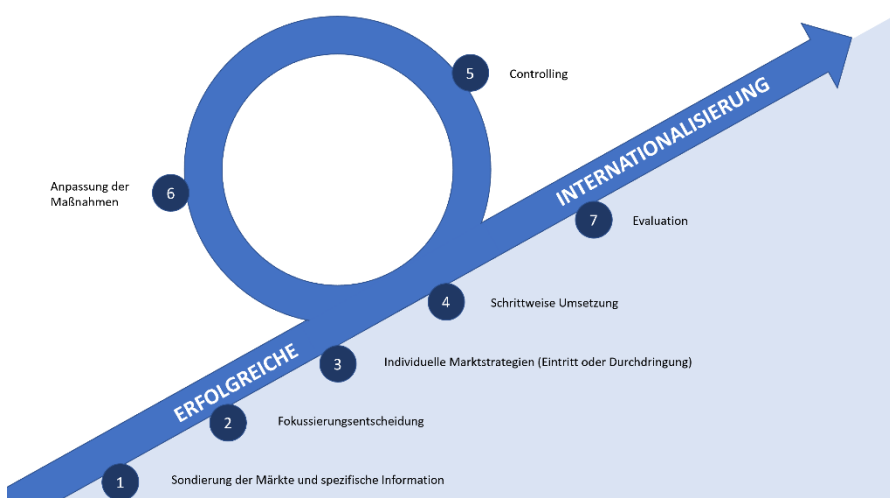 5
Controlling
INTERNATIONALISIERUNG
6
Anpassung der
Maßnahmen
7
Evaluation
4
Schrittweise Umsetzung
ERFOLGREICHE
3
Individuelle Marktstrategien (Eintritt oder Durchdringung)
2
Fokussierungsentscheidung
1
Sondierung der Märkte und spezifische Information